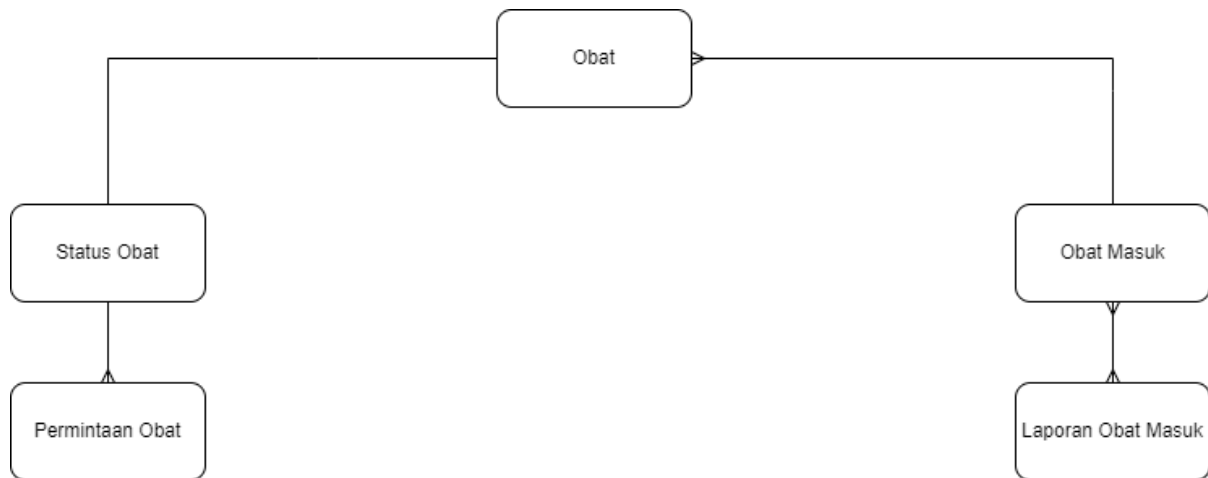 Obat
Status Obat
Obat Masuk
Permintaan Obat
Laporan Obat Masuk